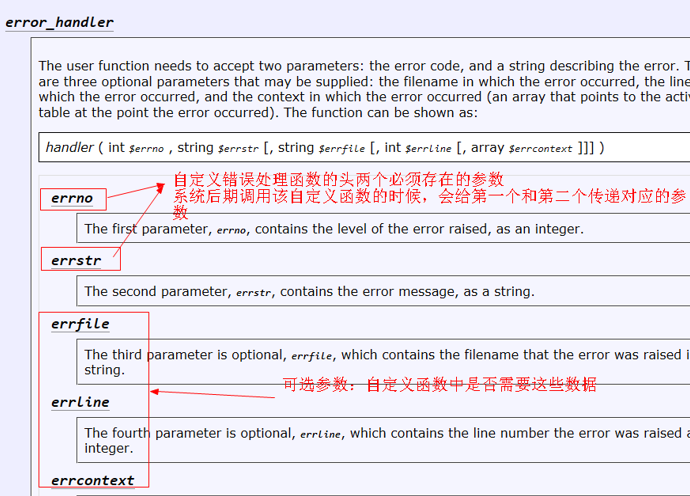 error_handler
The user function needs to accept two parameters: the error code, and a string describing the error. T
are three optional parameters that may be supplied: the filename in which the error occurred, the line
which the error occurred, and the context in which the error occurred (an array that points to the activ
table at the point the error occurred). The function can be shown as:
handler ( int $errno , string $errstr [, string $errfile [, int $errline [, array $errcontext ]]] )
自定义错误处理函数的头两个必须存在的参数
errno
系统后期调用该自定义函数的时候，会给第一个和第二个传递对应的参
数
The first parameter, errno, contains the level of the error raised, as an integer.
errstr
The second parameter, errstr, contains the error message, as a string.
errfile
The third parameter is optional, errfile, which contains the filename that the error was raised i
string.
可选参数：自定义函数中是否需要这些数据
errline
The fourth parameter is optional, errline, which contains the line number the error was raised a
integer.
errcontext